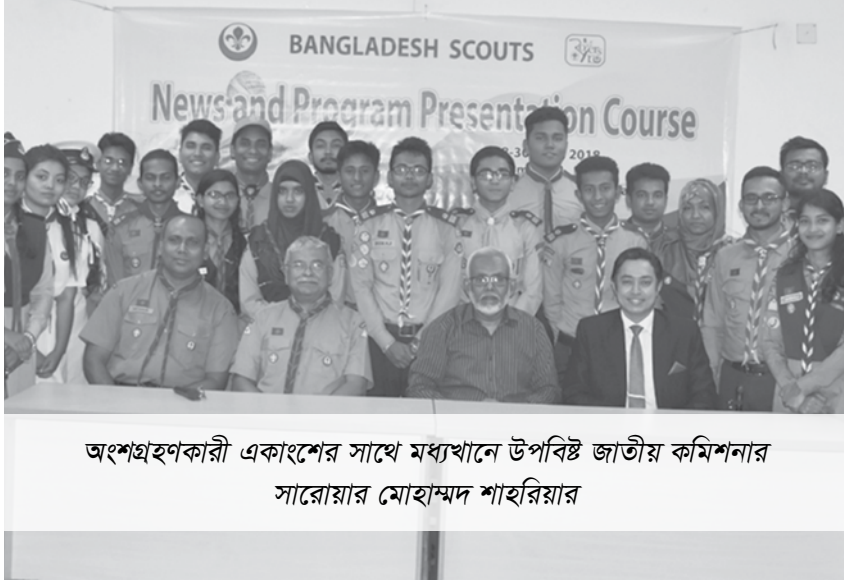 BANGLADESH SCOUTS
News and Program Presentation Course
2018
অংশগ্রহণকারী একাংশের সাথে মধ্যখানে উপবিষ্ট জাতীয় কমিশনার
সারোয়ার মোহাম্মদ শাহরিয়ার